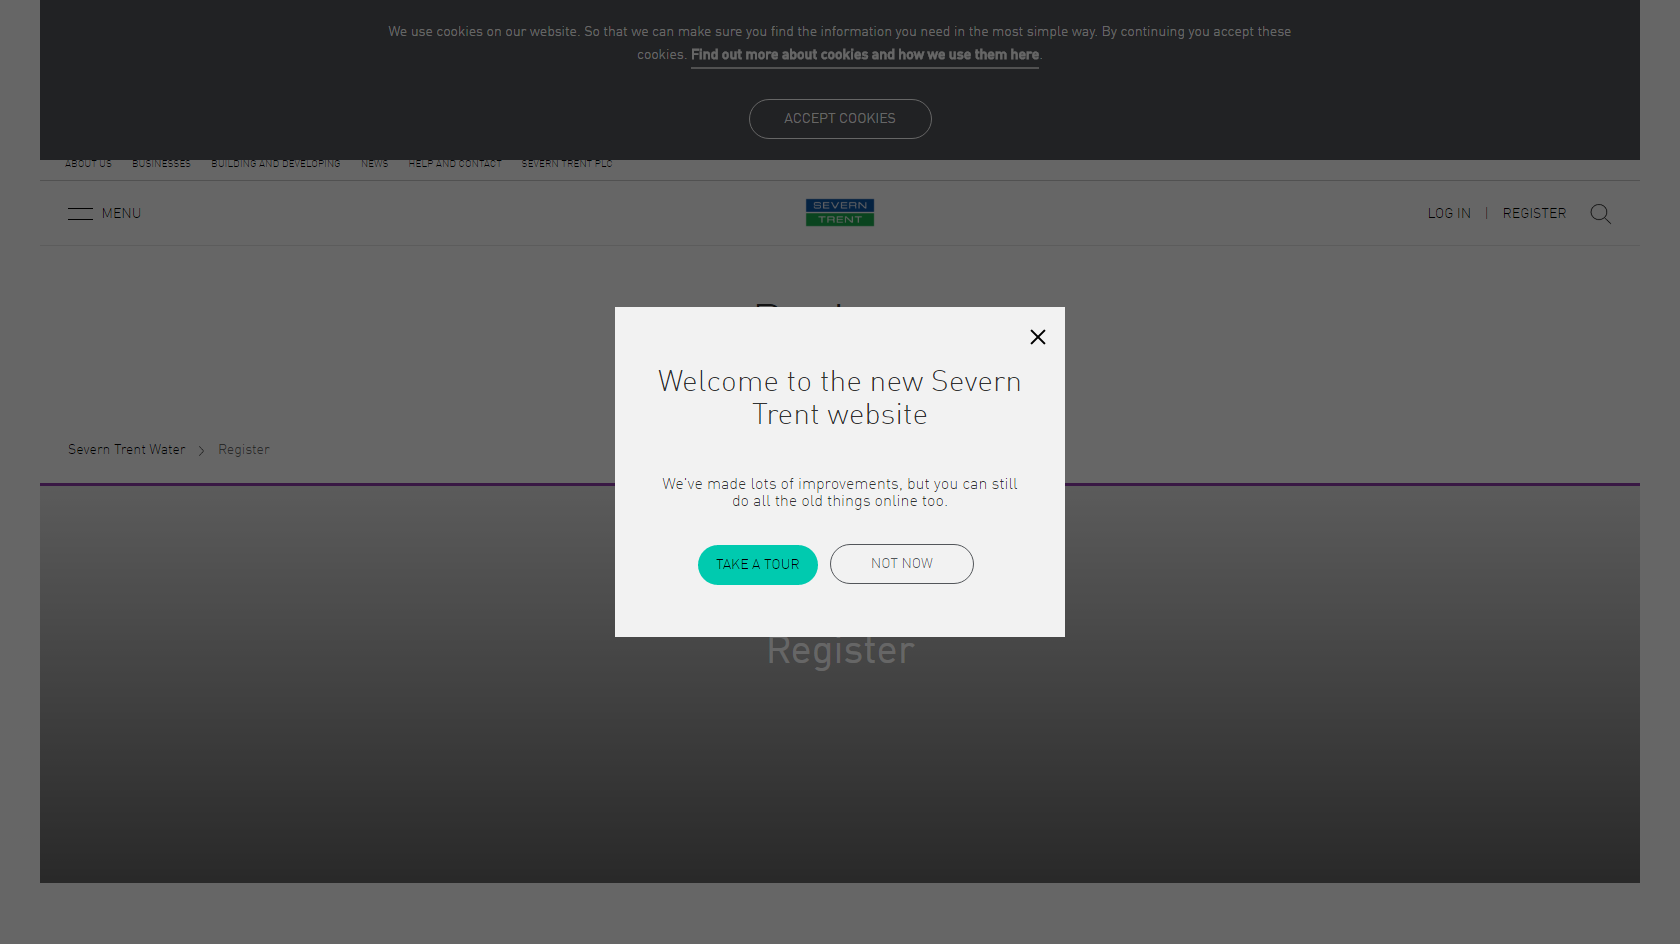 We use cookies on our website. So that we can make sure you find the information you need in the most simple way. By continuing you accept these
cookies. Find out more about cookies and how we use them here.
ACCEPT COOKIES
ABOUT US BUSINESSES BUILDING AND DEVELOPING NEWS HELP AND CONTACT SEVERN TRENT PLC
MENU
SEVERN
TRENT
LOG IN | REGISTER
Welcome to the new Severn
Trent website
Severn Trent Water > Register
We've made lots of improvements, but you can still
do all the old things online too.
TAKE A TOUR NOT NOW
Register